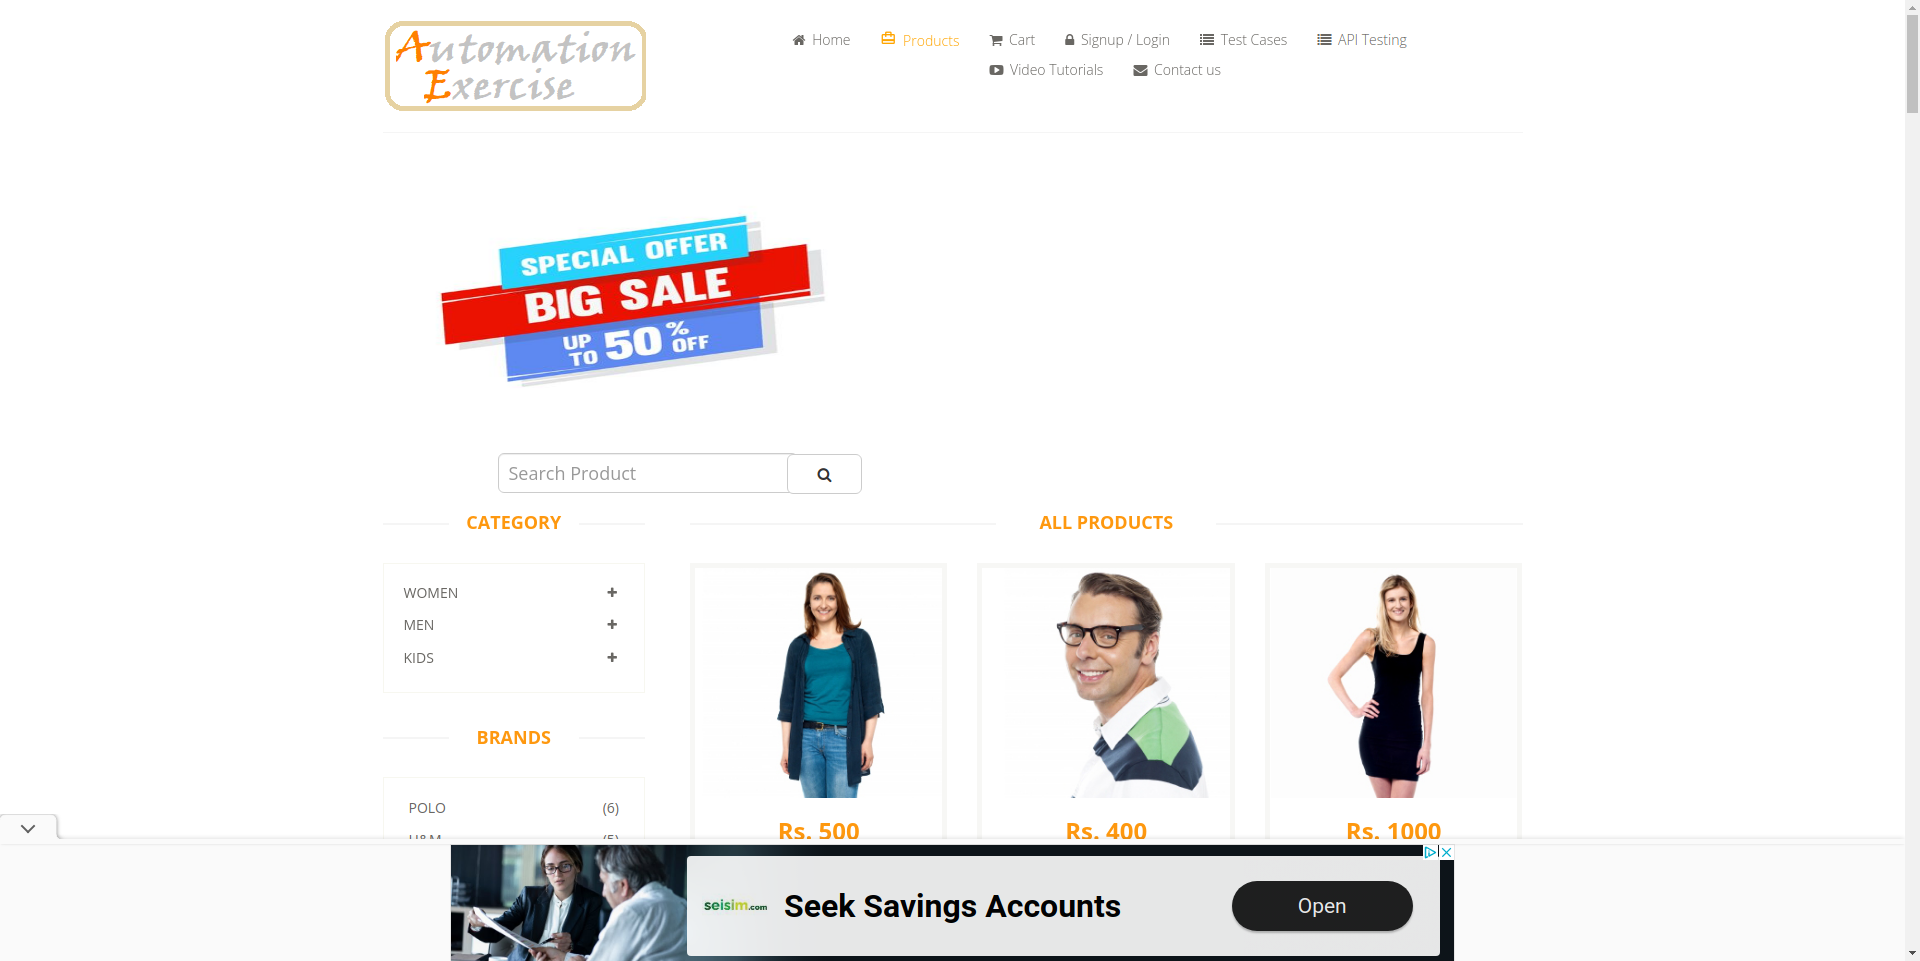 Automation
Exercise
Home
Products
Cart
Signup / Login
Test Cases
API Testing
Video Tutorials
Contact us
SPECIAL OFFER
BIG SALE
UP TO 50% OFF
Search Product
CATEGORY
ALL PRODUCTS
WOMEN
MEN
KIDS
BRANDS
POLO (6)
H&M (5)
Rs. 500
Rs. 400
Rs. 1000
seisim.com
Seek Savings Accounts
Open